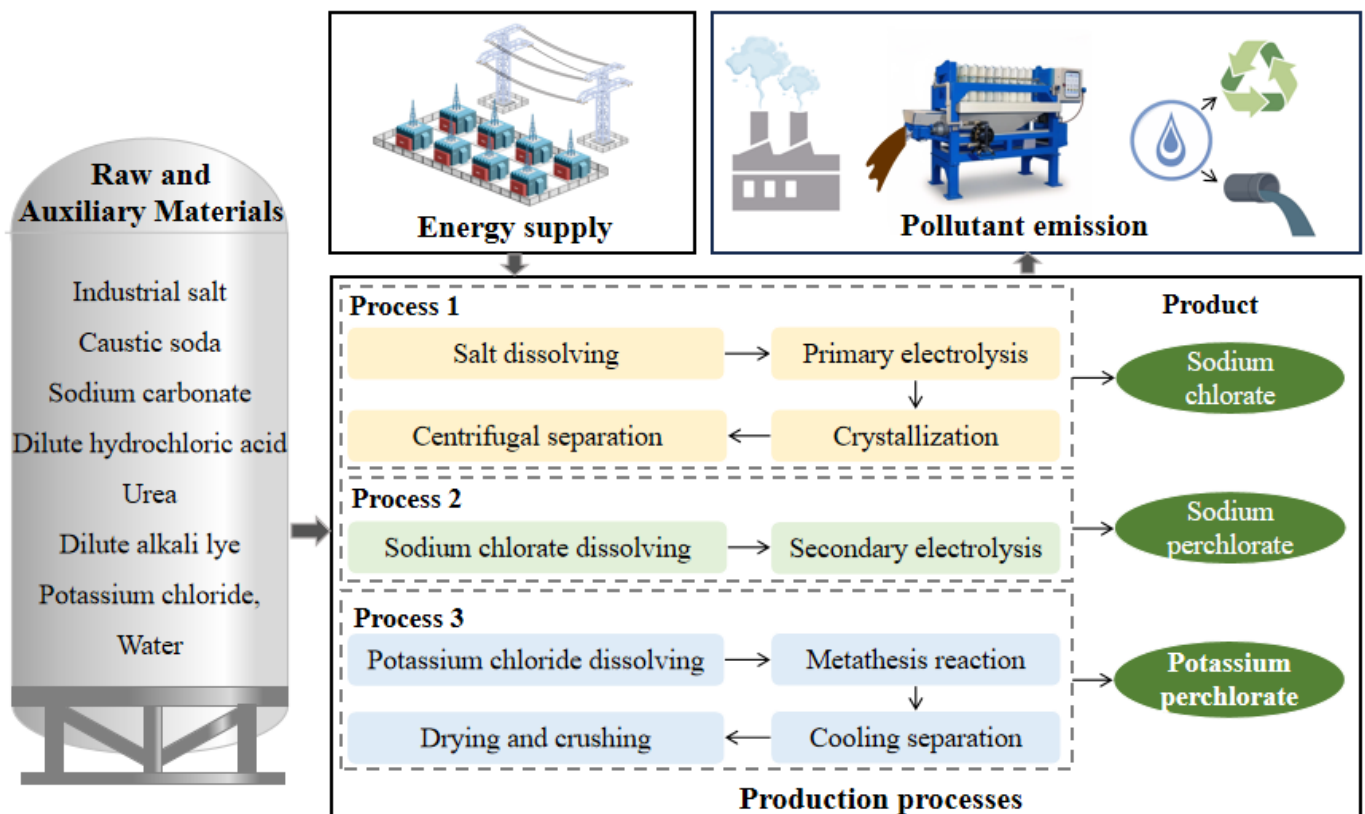 Raw and
Auxiliary Materials
Industrial salt
Caustic soda
Sodium carbonate
Dilute hydrochloric acid
Urea
Dilute alkali lye
Potassium chloride,
Water
Energy supply
Pollutant emission
Process 1
Salt dissolving
Primary electrolysis
Centrifugal separation
Crystallization
Process 2
Sodium chlorate dissolving
Secondary electrolysis
Process 3
Potassium chloride dissolving
Metathesis reaction
Drying and crushing
Cooling separation
Product
Sodium
chlorate
Sodium
perchlorate
Potassium
perchlorate
Production processes